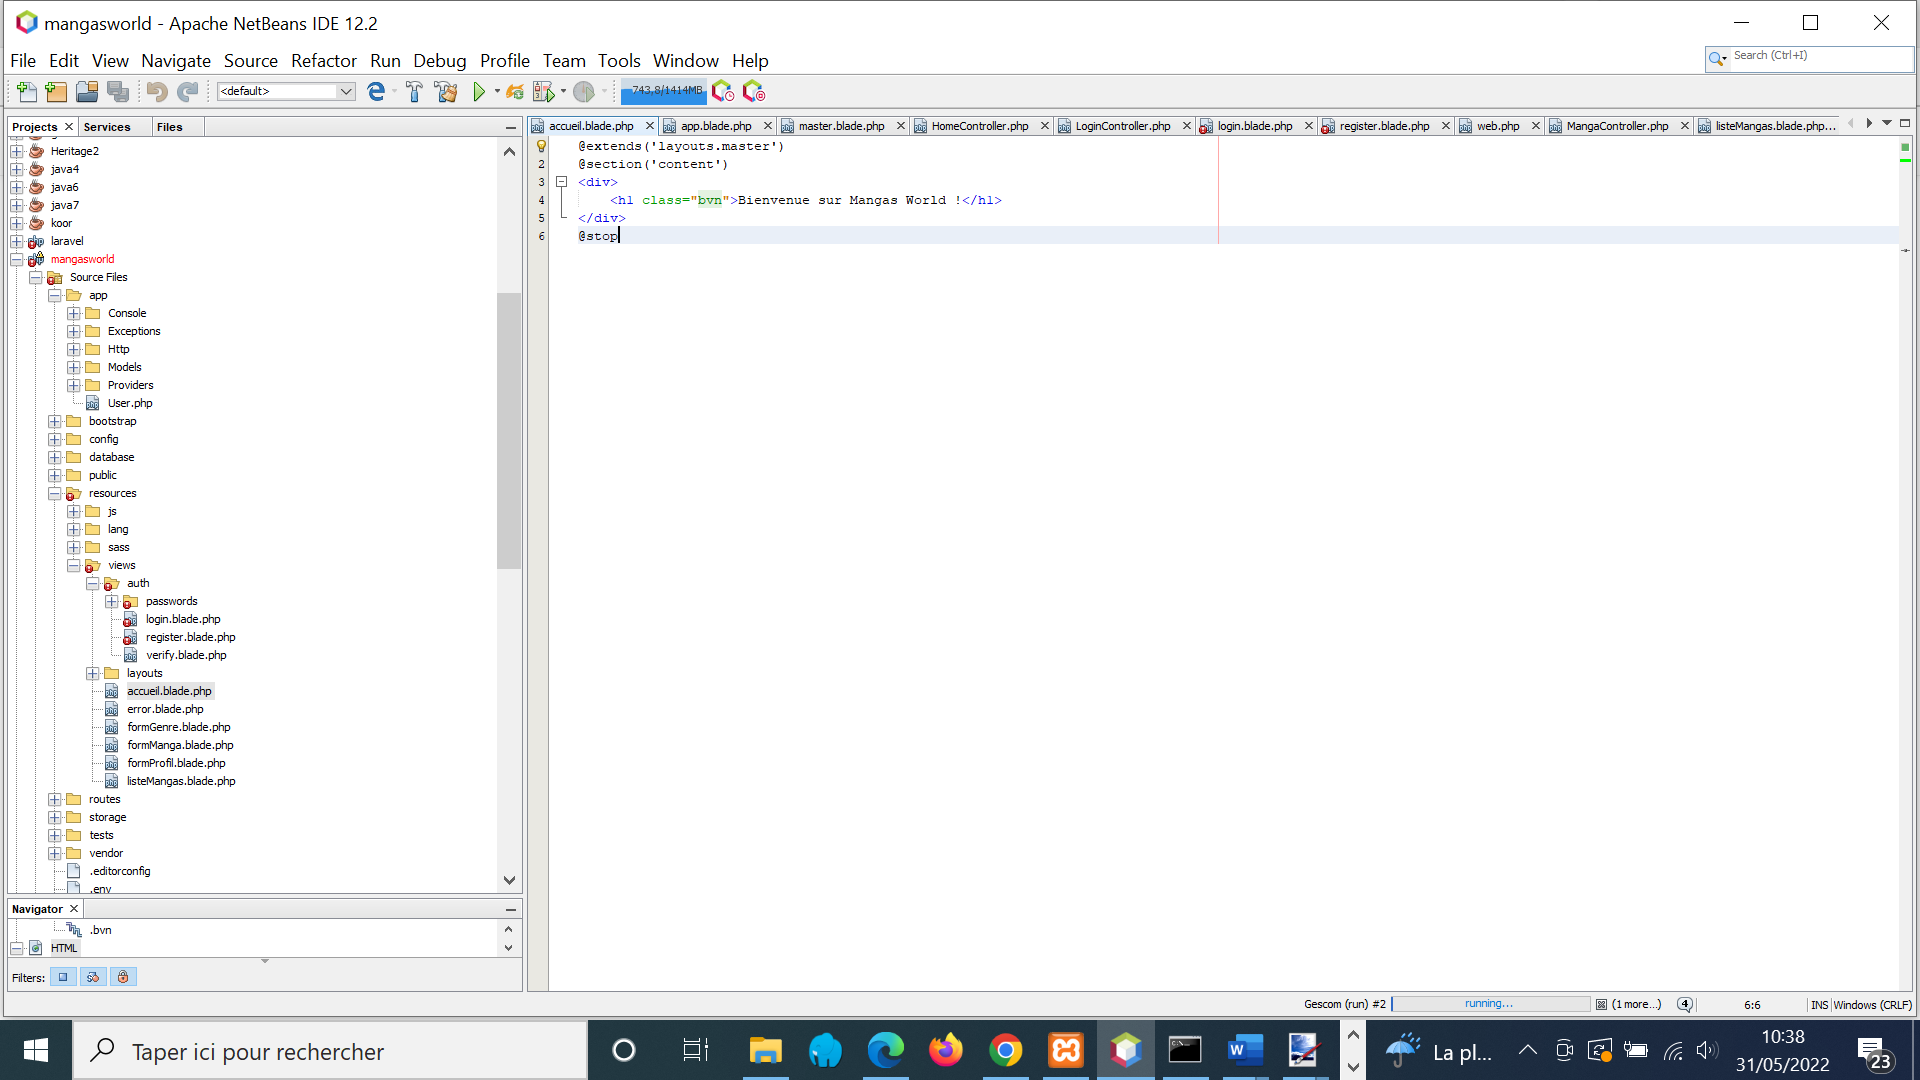 mangasworld - Apache NetBeans IDE 12.2
File Edit View Navigate Source Refactor Run Debug Profile Team Tools Window Help
Search (Ctrl+I)
<default>
743,8/1414MB
Projects Services Files
Heritage2
java4
java6
java7
koor
laravel
mangasworld
Source Files
app
Console
Exceptions
Http
Models
Providers
User.php
bootstrap
config
database
public
resources
js
lang
sass
views
auth
passwords
login.blade.php
register.blade.php
verify.blade.php
layouts
accueil.blade.php
error.blade.php
formGenre.blade.php
formManga.blade.php
formProfil.blade.php
listeMangas.blade.php
routes
storage
tests
vendor
.editorconfig
.env
Navigator
.bvn
HTML
Filters:
accueil.blade.php app.blade.php master.blade.php HomeController.php LoginController.php login.blade.php register.blade.php web.php MangaController.php listeMangas.blade.php...
@extends('layouts.master')
2 @section('content')
3 <div>
4 <h1 class="bvn">Bienvenue sur Mangas World !</h1>
5 </div>
6 @stop
Gescom (run) #2 running... (1 more...) 4 6:6 INS Windows (CRLF)
Taper ici pour rechercher
La pl...
10:38
31/05/2022
23